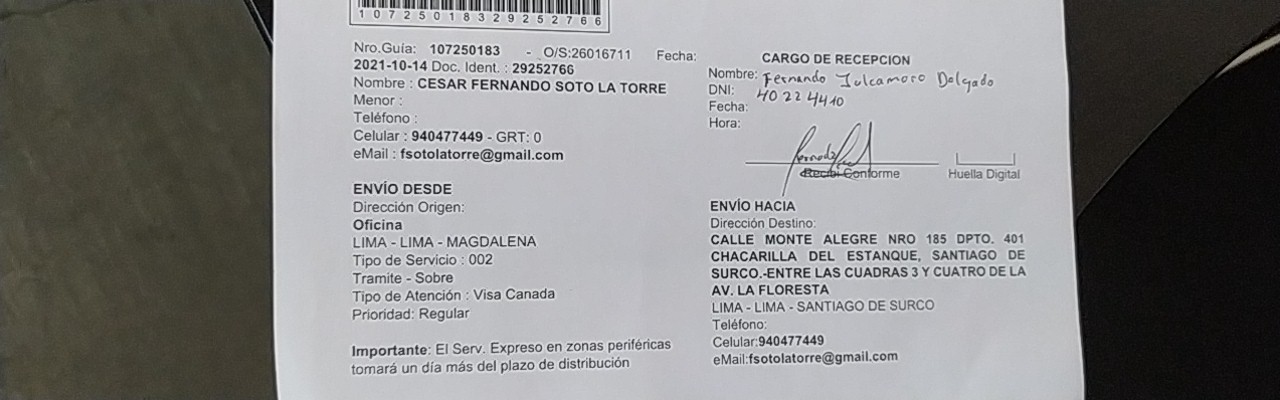 10725018329252766
Nro.Guía: 107250183 - O/S:26016711 Fecha:
2021-10-14 Doc. Ident. : 29252766
Nombre : CESAR FERNANDO SOTO LA TORRE
Menor :
Teléfono :
Celular : 940477449 - GRT: 0
eMail : fsotolatorre@gmail.com
ENVÍO DESDE
Dirección Origen:
Oficina
LIMA - LIMA - MAGDALENA
Tipo de Servicio : 002
Tramite - Sobre
Tipo de Atención : Visa Canada
Prioridad: Regular
Importante: El Serv. Expreso en zonas periféricas
tomará un día más del plazo de distribución
CARGO DE RECEPCION
Nombre: Fernando Julcamoro Delgado
DNI: 40224410
Fecha:
Hora:
Recibi Conforme
Huella Digital
ENVÍO HACIA
Dirección Destino:
CALLE MONTE ALEGRE NRO 185 DPTO. 401
CHACARILLA DEL ESTANQUE, SANTIAGO DE
SURCO.-ENTRE LAS CUADRAS 3 Y CUATRO DE LA
AV. LA FLORESTA
LIMA - LIMA - SANTIAGO DE SURCO
Teléfono:
Celular:940477449
eMail:fsotolatorre@gmail.com